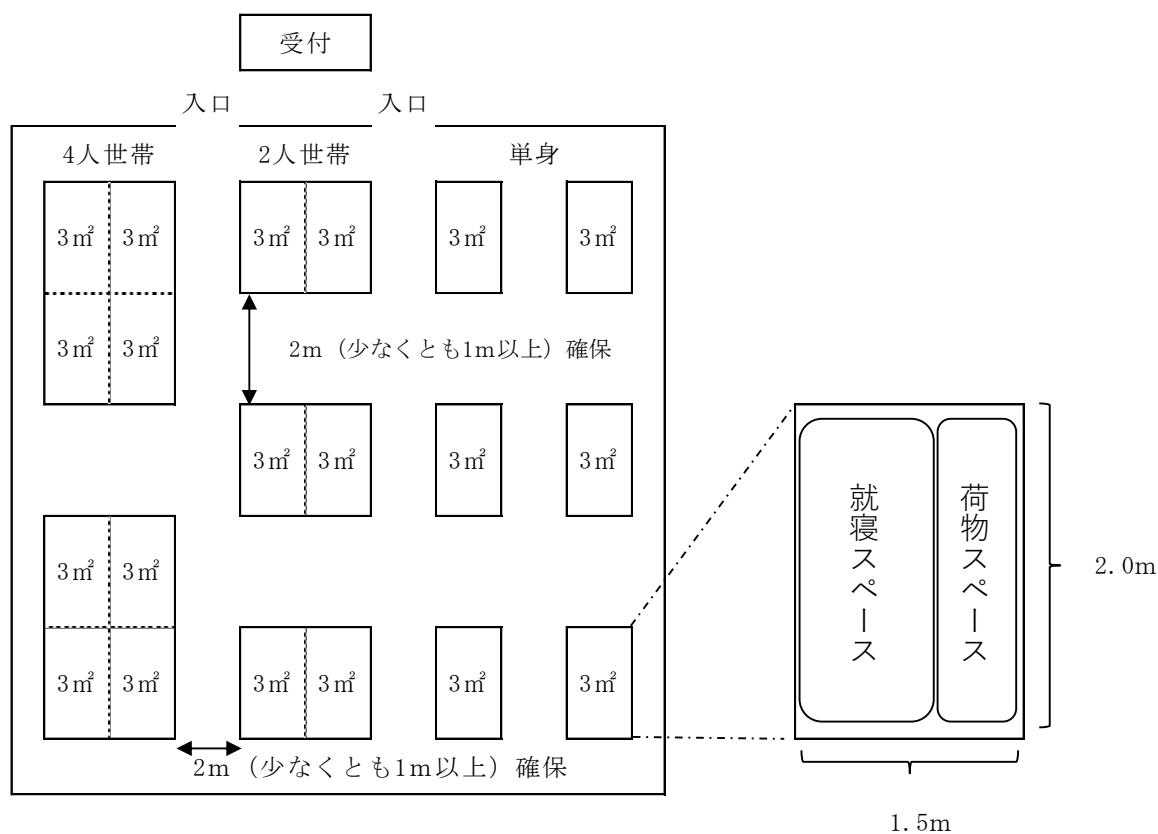 受付
入口 入口
4人世帯 2人世帯 単身
3㎡ 3㎡ 3㎡ 3㎡ 3㎡ 3㎡
3㎡ 3㎡
2m（少なくとも1m以上）確保
3㎡ 3㎡ 3㎡ 3㎡
3㎡ 3㎡
3㎡ 3㎡ 3㎡ 3㎡ 3㎡ 3㎡
2m（少なくとも1m以上）確保
就寝スペース
荷物スペース
2.0m
1.5m